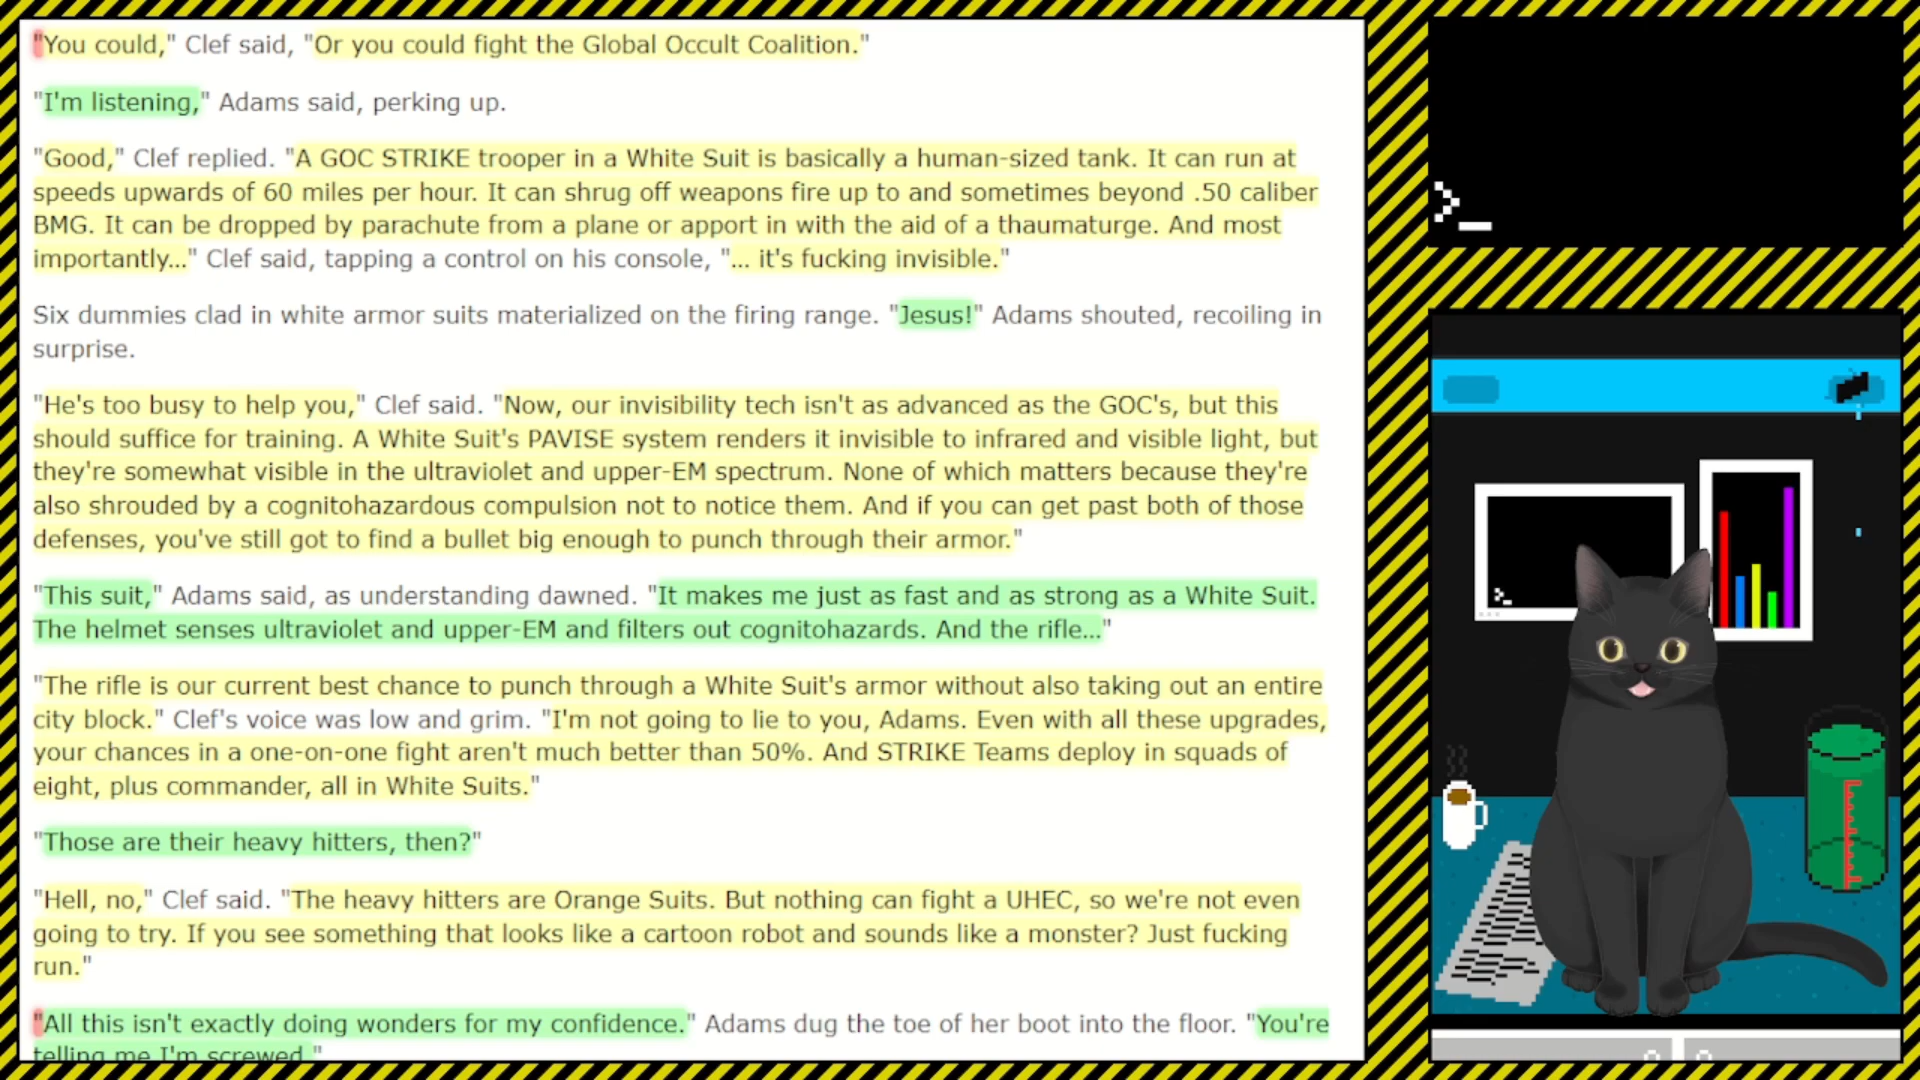 "You could," Clef said, "Or you could fight the Global Occult Coalition."
"I'm listening," Adams said, perking up.
"Good," Clef replied. "A GOC STRIKE trooper in a White Suit is basically a human-sized tank. It can run at
speeds upwards of 60 miles per hour. It can shrug off weapons fire up to and sometimes beyond .50 caliber
BMG. It can be dropped by parachute from a plane or apport in with the aid of a thaumaturge. And most
importantly..." Clef said, tapping a control on his console, "... it's fucking invisible."
Six dummies clad in white armor suits materialized on the firing range. "Jesus!" Adams shouted, recoiling in
surprise.
"He's too busy to help you," Clef said. "Now, our invisibility tech isn't as advanced as the GOC's, but this
should suffice for training. A White Suit's PAVISE system renders it invisible to infrared and visible light, but
they're somewhat visible in the ultraviolet and upper-EM spectrum. None of which matters because they're
also shrouded by a cognitohazardous compulsion not to notice them. And if you can get past both of those
defenses, you've still got to find a bullet big enough to punch through their armor."
"This suit," Adams said, as understanding dawned. "It makes me just as fast and as strong as a White Suit.
The helmet senses ultraviolet and upper-EM and filters out cognitohazards. And the rifle..."
"The rifle is our current best chance to punch through a White Suit's armor without also taking out an entire
city block." Clef's voice was low and grim. "I'm not going to lie to you, Adams. Even with all these upgrades,
your chances in a one-on-one fight aren't much better than 50%. And STRIKE Teams deploy in squads of
eight, plus commander, all in White Suits."
"Those are their heavy hitters, then?"
"Hell, no," Clef said. "The heavy hitters are Orange Suits. But nothing can fight a UHEC, so we're not even
going to try. If you see something that looks like a cartoon robot and sounds like a monster? Just fucking
run."
"All this isn't exactly doing wonders for my confidence." Adams dug the toe of her boot into the floor. "You're
telling me I'm screwed."
>_
>_